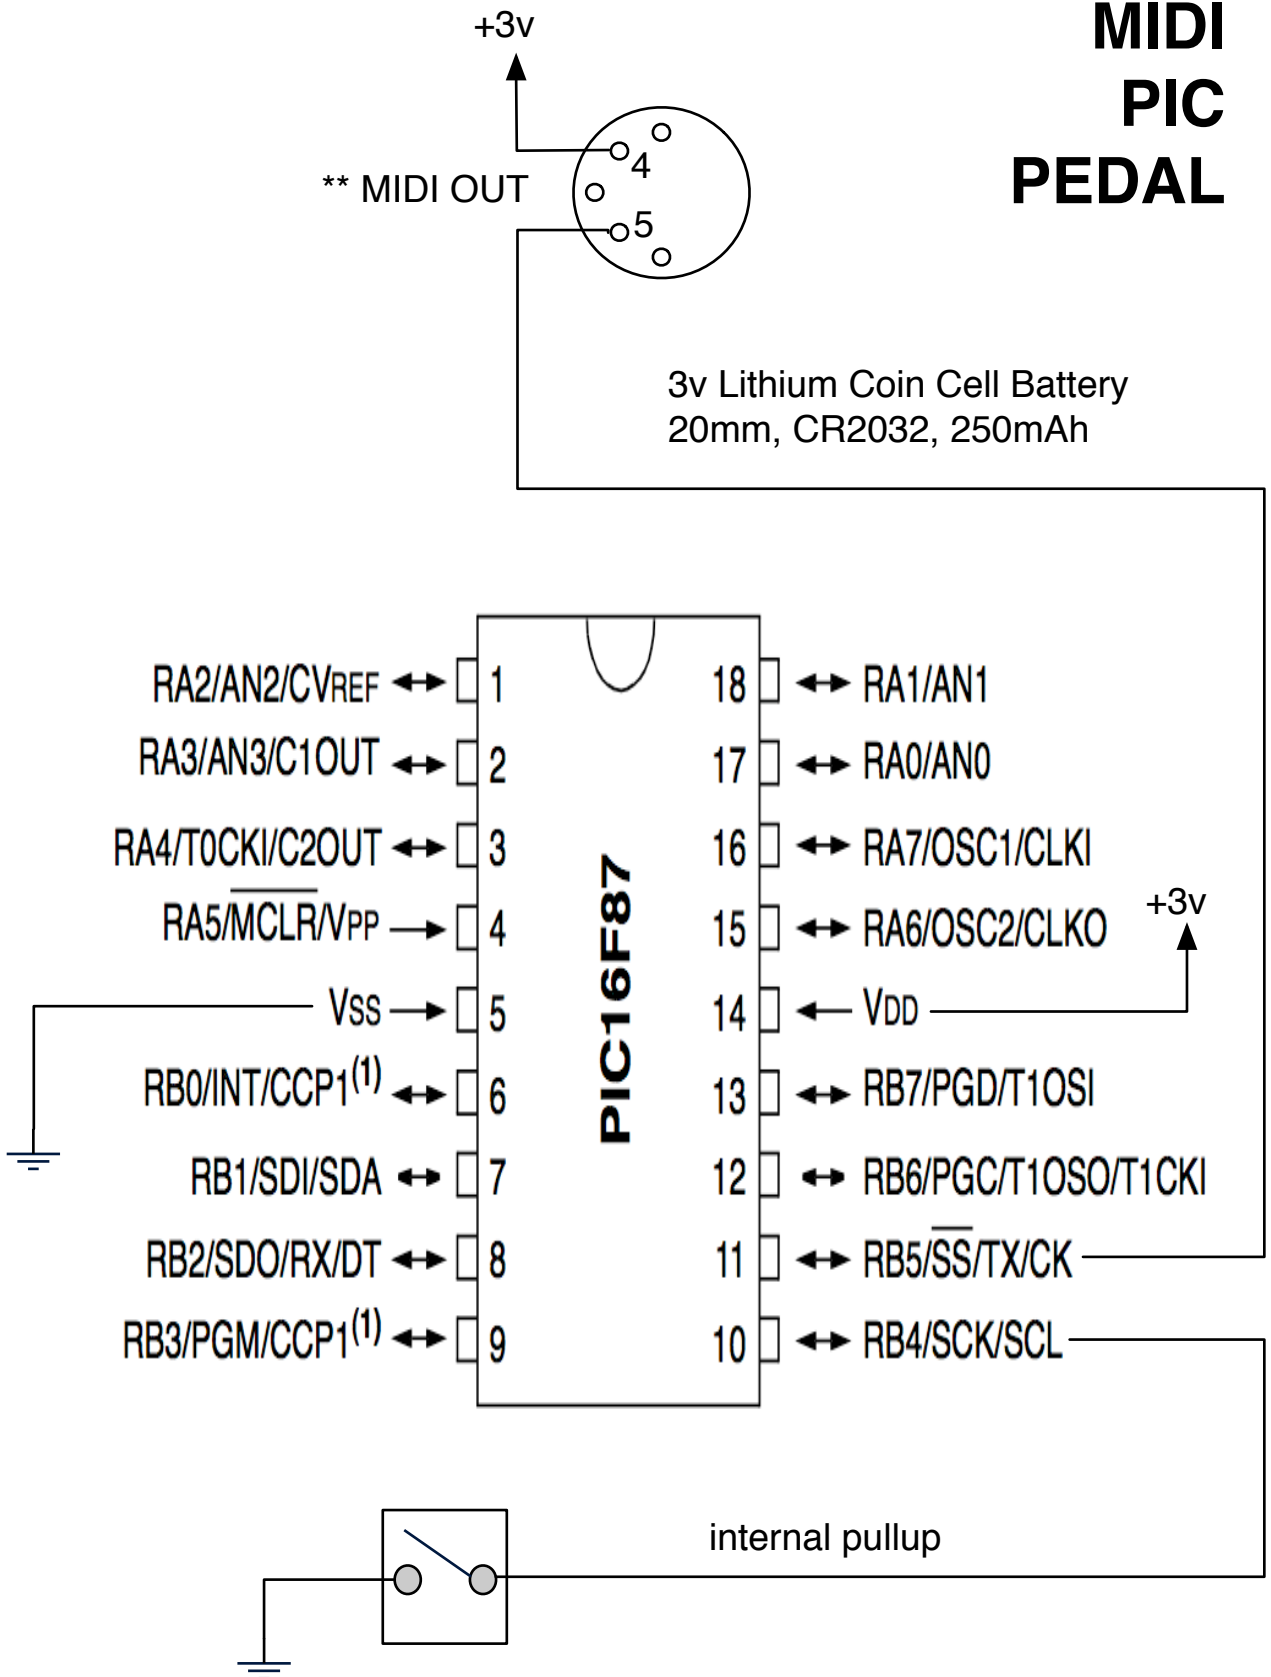 +3v
MIDI
PIC
PEDAL
4
** MIDI OUT
5
3v Lithium Coin Cell Battery
20mm, CR2032, 250mAh
RA2/AN2/CVREF 1 18 RA1/AN1
RA3/AN3/C1OUT 2 17 RA0/AN0
RA4/T0CKI/C2OUT 3 16 RA7/OSC1/CLKI
+3v
RA5/MCLR/VPP 4 15 RA6/OSC2/CLKO
VSS 5 14 VDD
RB0/INT/CCP1(1) 6 13 RB7/PGD/T1OSI
RB1/SDI/SDA 7 12 RB6/PGC/T1OSO/T1CKI
RB2/SDO/RX/DT 8 11 RB5/SS/TX/CK
RB3/PGM/CCP1(1) 9 10 RB4/SCK/SCL
PIC16F87
internal pullup